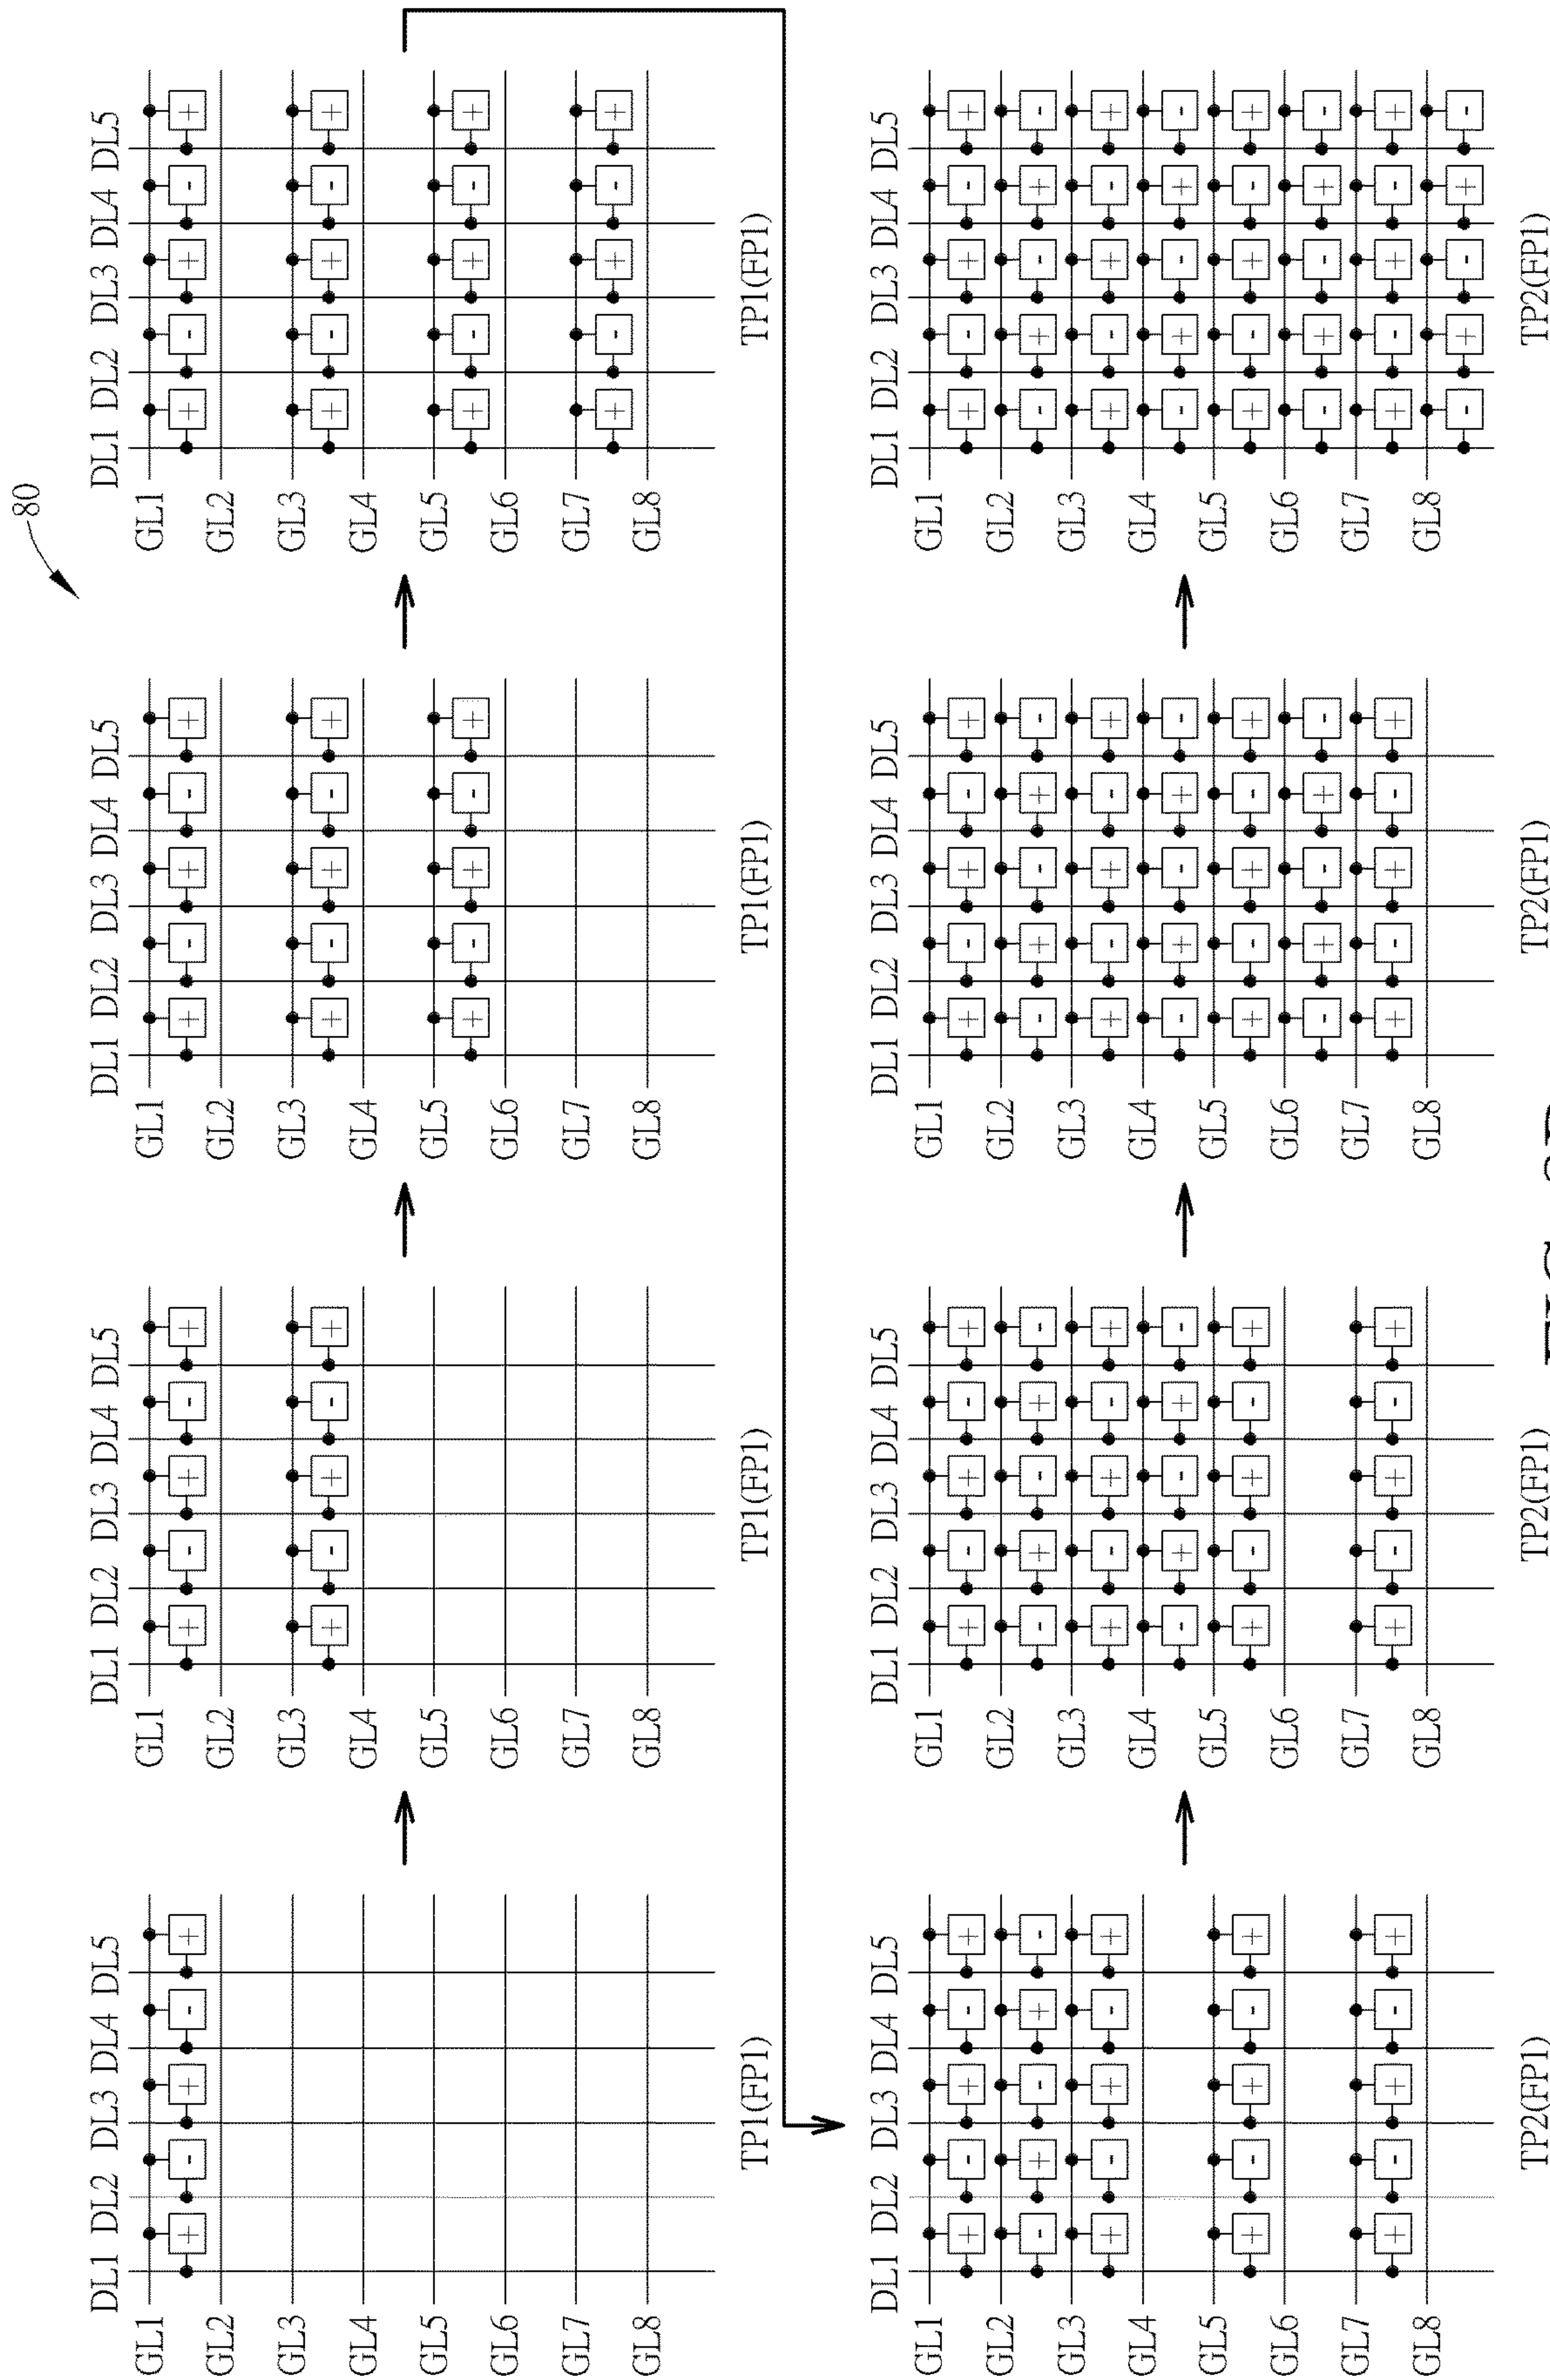 80
DL1 DL2 DL3 DL4 DL5
GL1 + - + - +
GL2
GL3
GL4
GL5
GL6
GL7
GL8
TP1(FP1)
DL1 DL2 DL3 DL4 DL5
GL1 + - + - +
GL2
GL3 + - + - +
GL4
GL5
GL6
GL7
GL8
TP1(FP1)
DL1 DL2 DL3 DL4 DL5
GL1 + - + - +
GL2
GL3 + - + - +
GL4
GL5 + - + - +
GL6
GL7
GL8
TP1(FP1)
DL1 DL2 DL3 DL4 DL5
GL1 + - + - +
GL2
GL3 + - + - +
GL4
GL5 + - + - +
GL6
GL7 + - + - +
GL8
TP1(FP1)
DL1 DL2 DL3 DL4 DL5
GL1 + - + - +
GL2 - + - + -
GL3 + - + - +
GL4
GL5 + - + - +
GL6
GL7 + - + - +
GL8
TP2(FP1)
DL1 DL2 DL3 DL4 DL5
GL1 + - + - +
GL2 - + - + -
GL3 + - + - +
GL4 - + - + -
GL5 + - + - +
GL6
GL7 + - + - +
GL8
TP2(FP1)
DL1 DL2 DL3 DL4 DL5
GL1 + - + - +
GL2 - + - + -
GL3 + - + - +
GL4 - + - + -
GL5 + - + - +
GL6 - + - + -
GL7 + - + - +
GL8
TP2(FP1)
DL1 DL2 DL3 DL4 DL5
GL1 + - + - +
GL2 - + - + -
GL3 + - + - +
GL4 - + - + -
GL5 + - + - +
GL6 - + - + -
GL7 + - + - +
GL8 - + - + -
TP2(FP1)